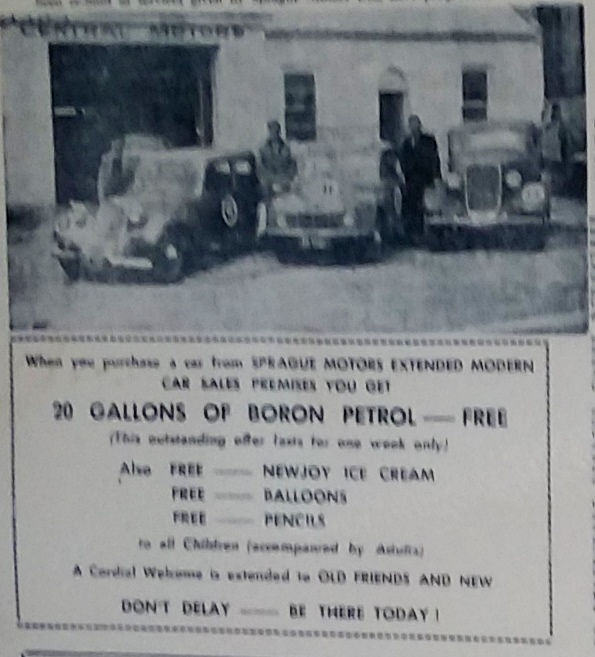 CENTRAL MOTORS
When you purchase a car from SPRAGUE MOTORS EXTENDED MODERN
CAR SALES PREMISES YOU GET
20 GALLONS OF BORON PETROL — FREE
(This outstanding offer lasts for one week only)
Also FREE — NEWJOY ICE CREAM
FREE — BALLOONS
FREE — PENCILS
to all Children (accompanied by Adults)
A Cordial Welcome is extended to OLD FRIENDS AND NEW
DON'T DELAY — BE THERE TODAY!